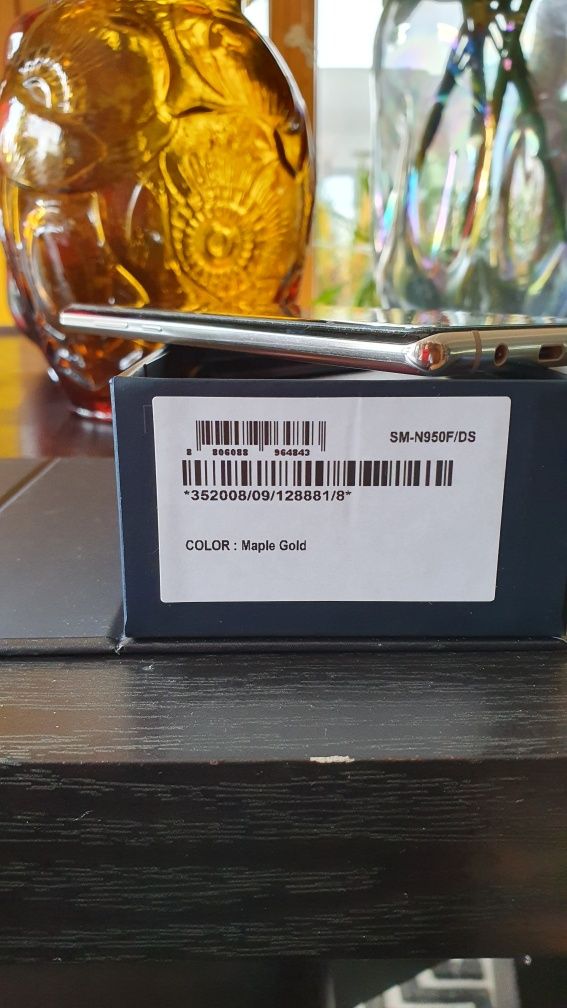 SM-N950F/DS
8 806088 964843
*352008/09/128881/8*
COLOR : Maple Gold